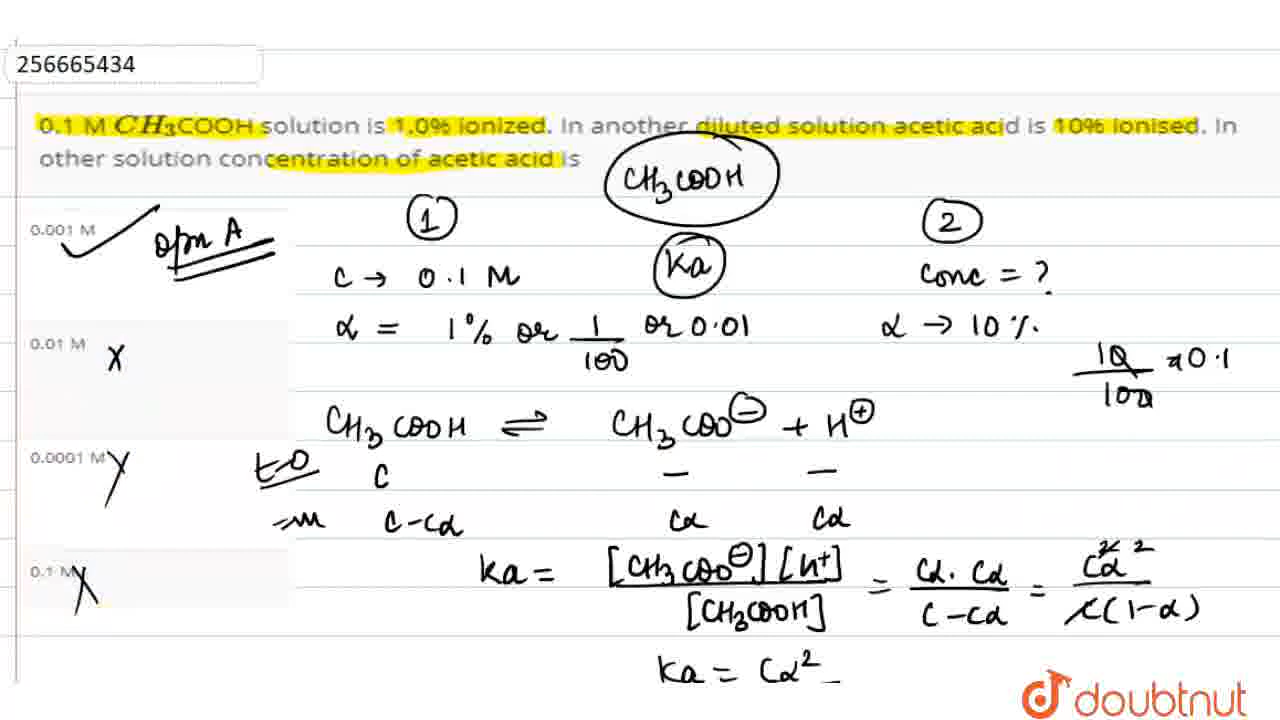 256665434
0.1 M CH₃COOH solution is 1.0% ionized. In another diluted solution acetic acid is 10% ionised. In
other solution concentration of acetic acid is
CH₃COOH
0.001 M
opn A
1
2
Ka
C → 0.1 M
Conc = ?
α = 1% or 1/100 or 0.01
α → 10%.
0.01 M X
10/100 = 0.1
CH₃COOH ⇌ CH₃COO⊖ + H⊕
0.0001 M
t=0 C — —
C-Cα Cα Cα
0.1 M
Ka = [CH₃COO⊖][H⁺]/[CH₃COOH] = Cα·Cα/C-Cα = C²α²/C(1-α)
Ka = Cα²
doubtnut